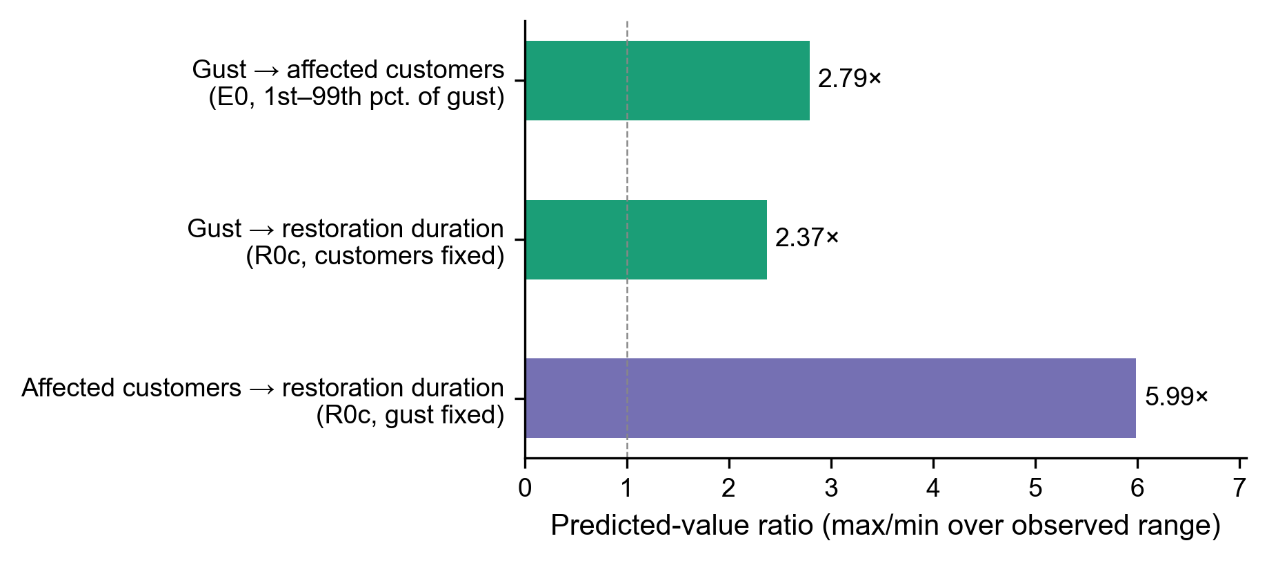 Gust → affected customers
(E0, 1st–99th pct. of gust)
2.79×
Gust → restoration duration
(R0c, customers fixed)
2.37×
Affected customers → restoration duration
(R0c, gust fixed)
5.99×
0 1 2 3 4 5 6 7
Predicted-value ratio (max/min over observed range)